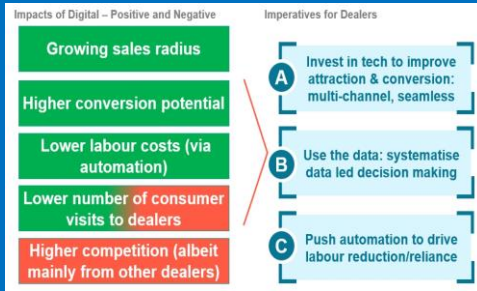 Impacts of Digital – Positive and Negative
Growing sales radius
Higher conversion potential
Lower labour costs (via
automation)
Lower number of consumer
visits to dealers
Higher competition (albeit
mainly from other dealers)
Imperatives for Dealers
A
Invest in tech to improve
attraction & conversion:
multi-channel, seamless
B
Use the data: systematise
data led decision making
C
Push automation to drive
labour reduction/reliance